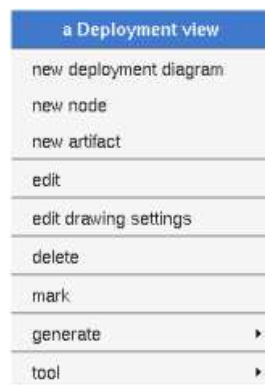 a Deployment view
new deployment diagram
new node
new artifact
edit
edit drawing settings
delete
mark
generate
tool